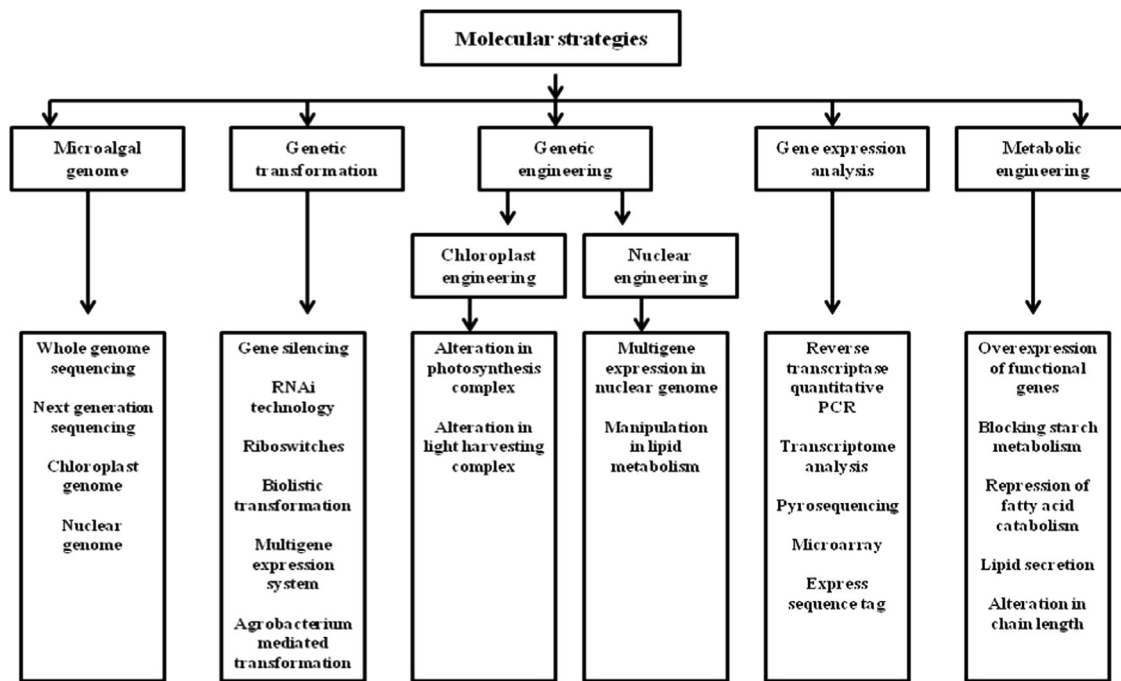 Molecular strategies
Microalgal
genome
Genetic
transformation
Genetic
engineering
Gene expression
analysis
Metabolic
engineering
Chloroplast
engineering
Nuclear
engineering
Whole genome
sequencing
Next generation
sequencing
Chloroplast
genome
Nuclear
genome
Gene silencing
RNAi
technology
Riboswitches
Biolistic
transformation
Multigene
expression
system
Agrobacterium
mediated
transformation
Alteration in
photosynthesis
complex
Alteration in
light harvesting
complex
Multigene
expression in
nuclear genome
Manipulation
in lipid
metabolism
Reverse
transcriptase
quantitative
PCR
Transcriptome
analysis
Pyrosequencing
Microarray
Express
sequence tag
Overexpression
of functional
genes
Blocking starch
metabolism
Repression of
fatty acid
catabolism
Lipid secretion
Alteration in
chain length